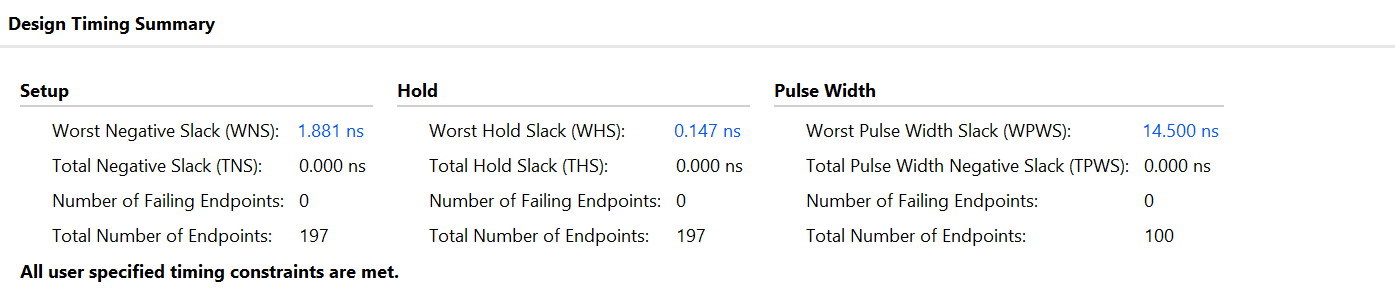 Design Timing Summary
Setup Hold Pulse Width
Worst Negative Slack (WNS): 1.881 ns Worst Hold Slack (WHS): 0.147 ns Worst Pulse Width Slack (WPWS): 14.500 ns
Total Negative Slack (TNS): 0.000 ns Total Hold Slack (THS): 0.000 ns Total Pulse Width Negative Slack (TPWS): 0.000 ns
Number of Failing Endpoints: 0 Number of Failing Endpoints: 0 Number of Failing Endpoints: 0
Total Number of Endpoints: 197 Total Number of Endpoints: 197 Total Number of Endpoints: 100
All user specified timing constraints are met.